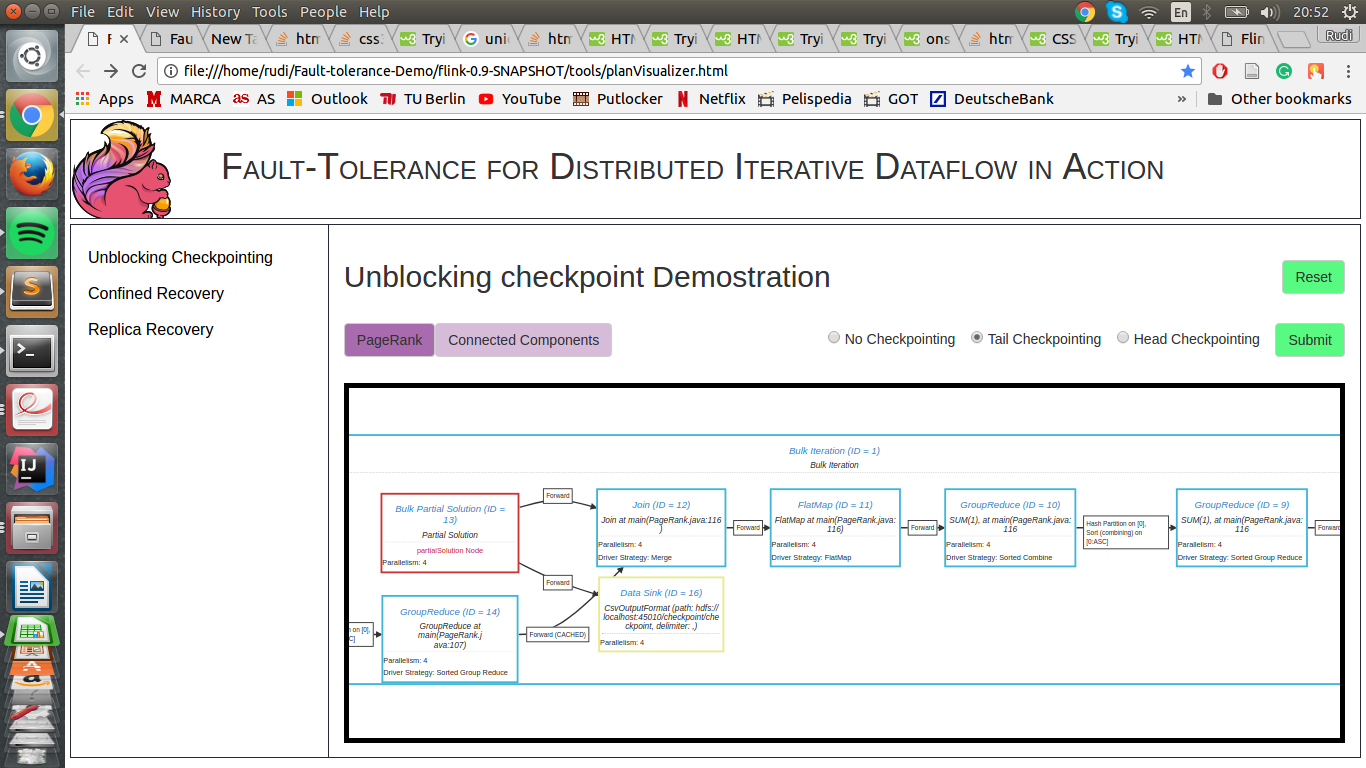 File Edit View History Tools People Help
En
20:52
F
Fau
New Ta
htm
css
Tryi
unic
htm
HTM
Tryi
HTM
Tryi
Tryi
ons
htm
CSS
Tryi
HTM
Flin
Rudi
file:///home/rudi/Fault-tolerance-Demo/flink-0.9-SNAPSHOT/tools/planVisualizer.html
Apps
MARCA
AS
Outlook
TU Berlin
YouTube
Putlocker
Netflix
Pelispedia
GOT
DeutscheBank
»
Other bookmarks
Fault-Tolerance for Distributed Iterative Dataflow in Action
Unblocking Checkpointing
Confined Recovery
Replica Recovery
Unblocking checkpoint Demostration
Reset
PageRank
Connected Components
No Checkpointing
Tail Checkpointing
Head Checkpointing
Submit
Bulk Iteration (ID = 1)
Bulk Iteration
Bulk Partial Solution (ID =
13)
Partial Solution
partialSolution Node
Parallelism: 4
Forward
Forward
Join (ID = 12)
Join at main(PageRank.java:116
)
Parallelism: 4
Driver Strategy: Merge
Forward
FlatMap (ID = 11)
FlatMap at main(PageRank.java:
116)
Parallelism: 4
Driver Strategy: FlatMap
Forward
GroupReduce (ID = 10)
SUM(1), at main(PageRank.java:
116
Parallelism: 4
Driver Strategy: Sorted Combine
Hash Partition on [0],
Sort (combining) on
[0:ASC]
GroupReduce (ID = 9)
SUM(1), at main(PageRank.java:
116
Parallelism: 4
Driver Strategy: Sorted Group Reduce
Forward
on [0],
C]
GroupReduce (ID = 14)
GroupReduce at
main(PageRank.j
ava:107)
Parallelism: 4
Driver Strategy: Sorted Group Reduce
Forward (CACHED)
Data Sink (ID = 16)
CsvOutputFormat (path: hdfs://
localhost:45010/checkpoint/che
ckpoint, delimiter: ,)
Parallelism: 4